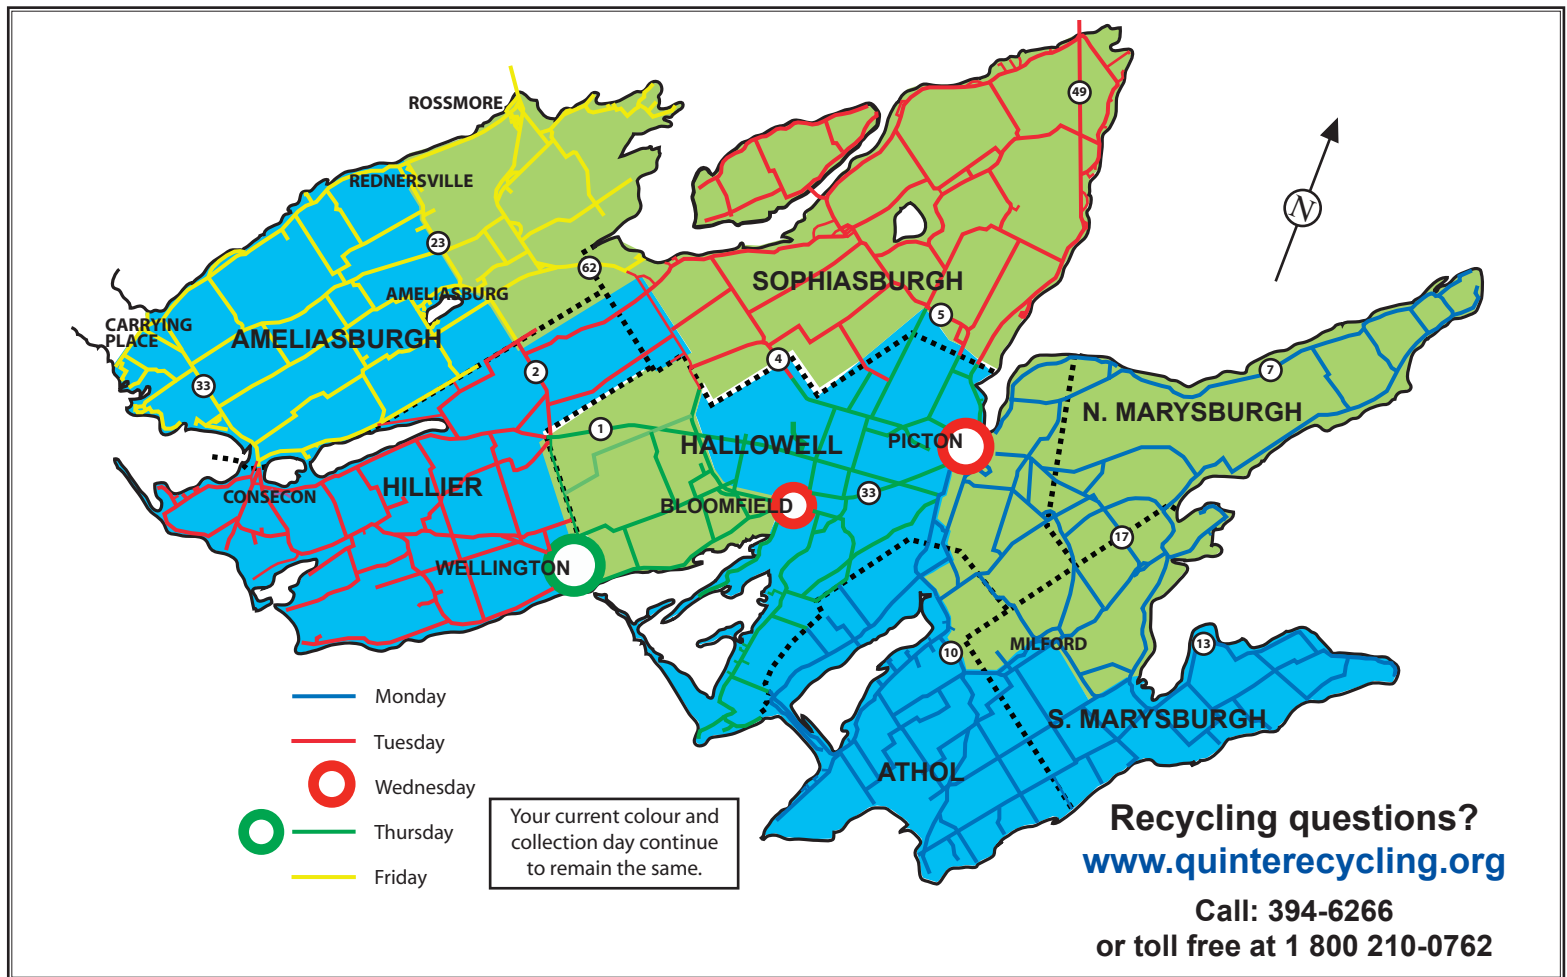 49
ROSSMORE
REDNERSVILLE
N
23
62
SOPHIASBURGH
AMELIASBURG
CARRYING
PLACE
AMELIASBURGH
5
33
2
4
7
N. MARYSBURGH
1
HALLOWELL
PICTON
CONSECON
HILLIER
BLOOMFIELD
33
17
WELLINGTON
10
MILFORD
13
S. MARYSBURGH
ATHOL
Monday
Tuesday
Wednesday
Thursday
Friday
Your current colour and
collection day continue
to remain the same.
Recycling questions?
www.quinterecycling.org
Call: 394-6266
or toll free at 1 800 210-0762